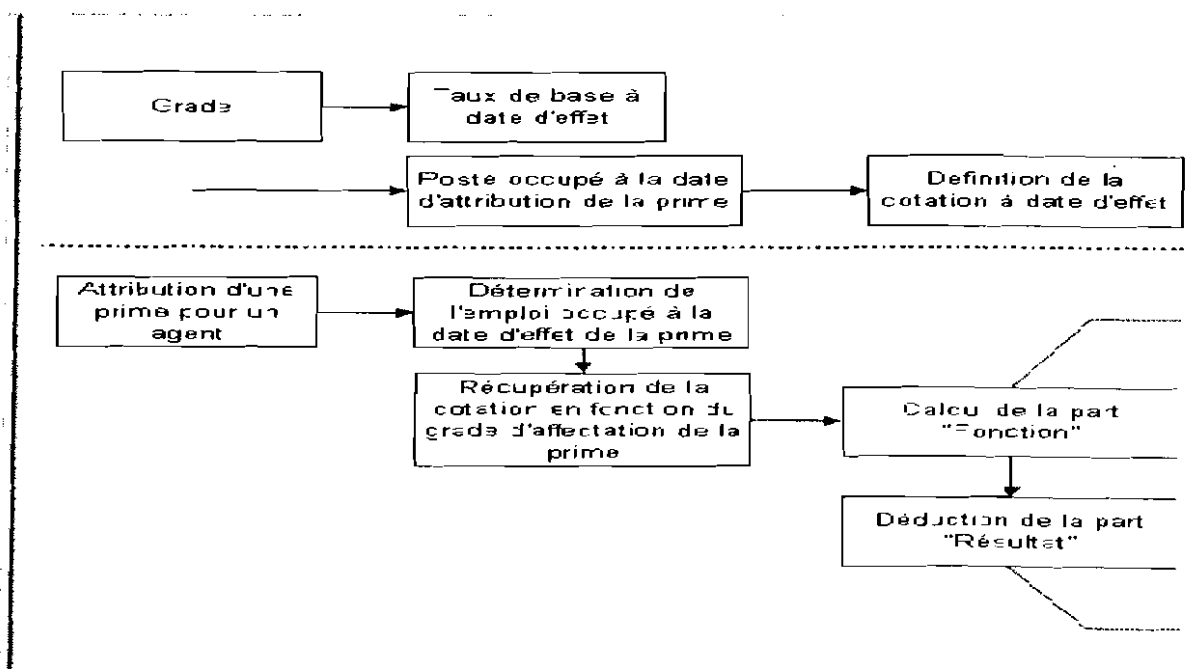 Grade
Taux de base à
date d'effet
Poste occupé à la date
d'attribution de la prime
Définition de la
cotation à date d'effet
Attribution d'une
prime pour un
agent
Détermination de
l'emploi occupé à la
date d'effet de la prime
Récupération de la
cotation en fonction du
grade d'affectation de la
prime
Calcul de la part
"Fonction"
Déduction de la part
"Résultat"